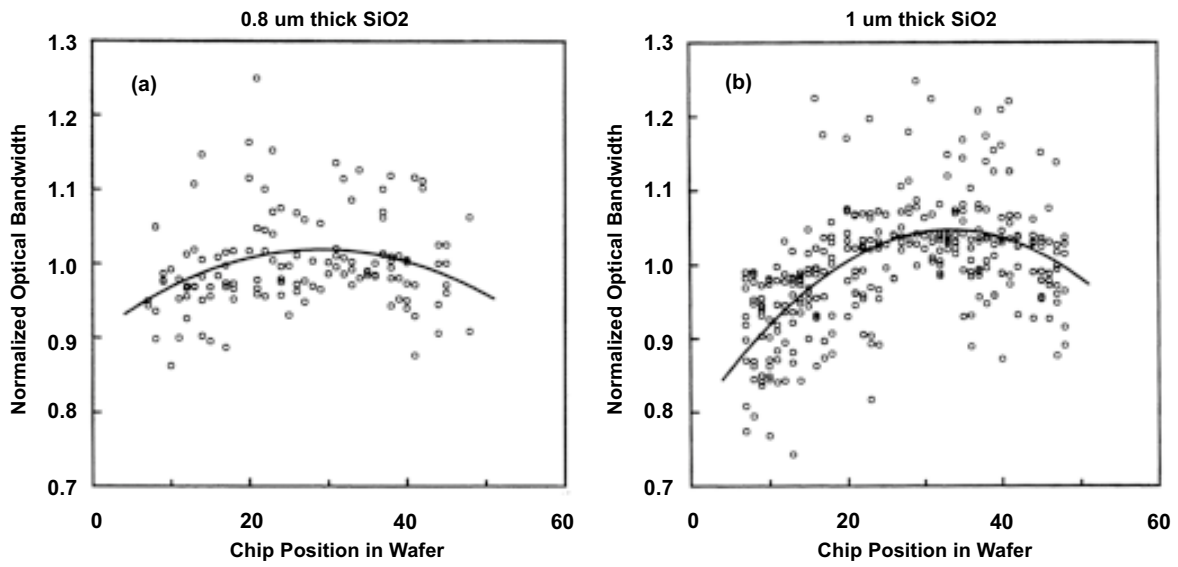 0.8 um thick SiO2
1 um thick SiO2
(a)
(b)
Normalized Optical Bandwidth
1.3
1.2
1.1
1.0
0.9
0.8
0.7
0 20 40 60
Chip Position in Wafer
Normalized Optical Bandwidth
1.3
1.2
1.1
1.0
0.9
0.8
0.7
0 20 40 60
Chip Position in Wafer